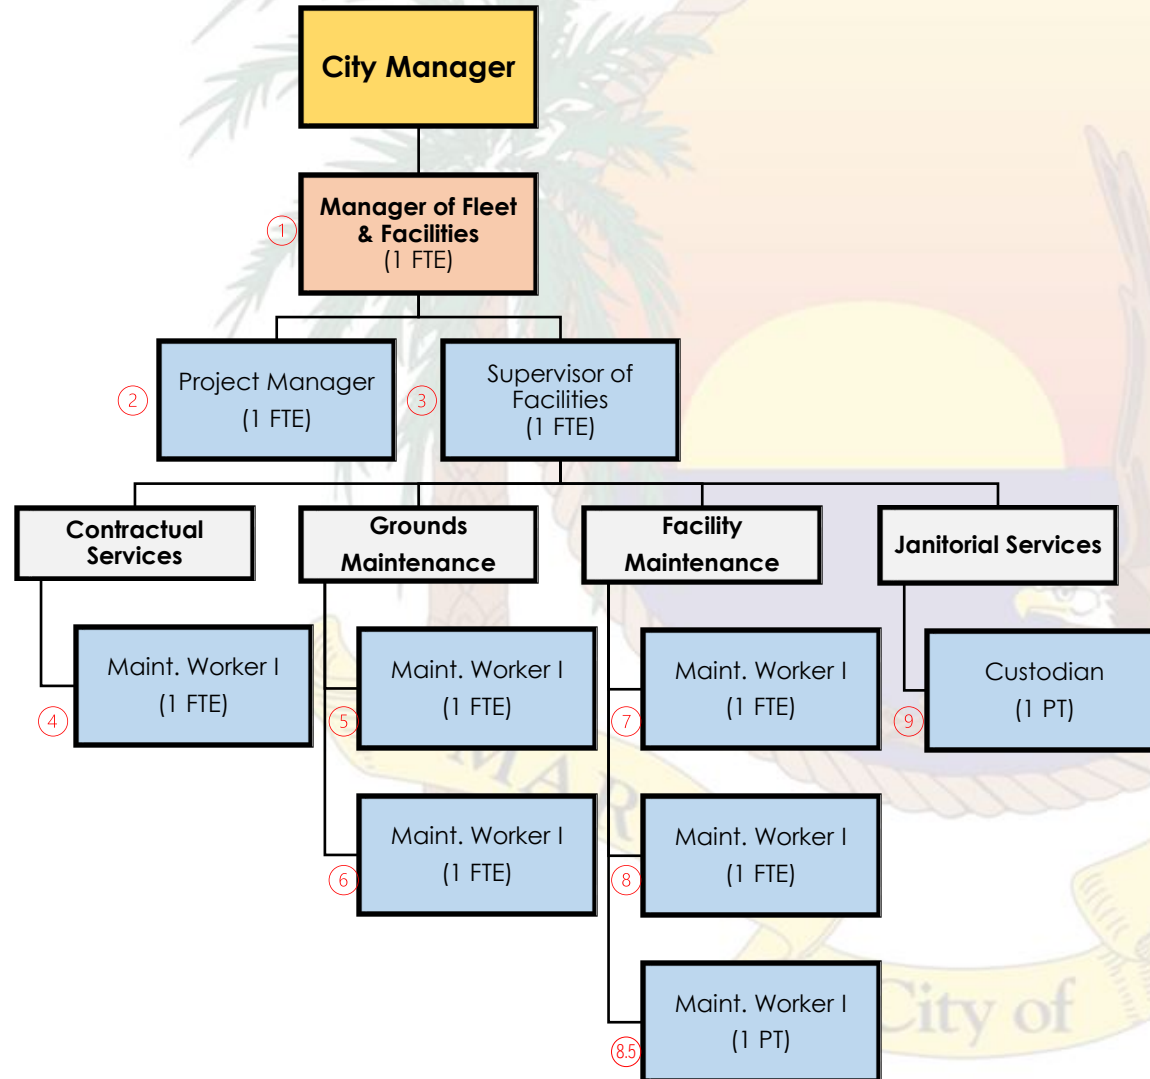 City Manager
Manager of Fleet
& Facilities
(1 FTE)
1
Project Manager
(1 FTE)
2
Supervisor of
Facilities
(1 FTE)
3
Contractual
Services
Grounds
Maintenance
Facility
Maintenance
Janitorial Services
Maint. Worker I
(1 FTE)
4
Maint. Worker I
(1 FTE)
5
Maint. Worker I
(1 FTE)
7
Custodian
(1 PT)
9
Maint. Worker I
(1 FTE)
6
Maint. Worker I
(1 FTE)
8
Maint. Worker I
(1 PT)
8.5
MAR
City of